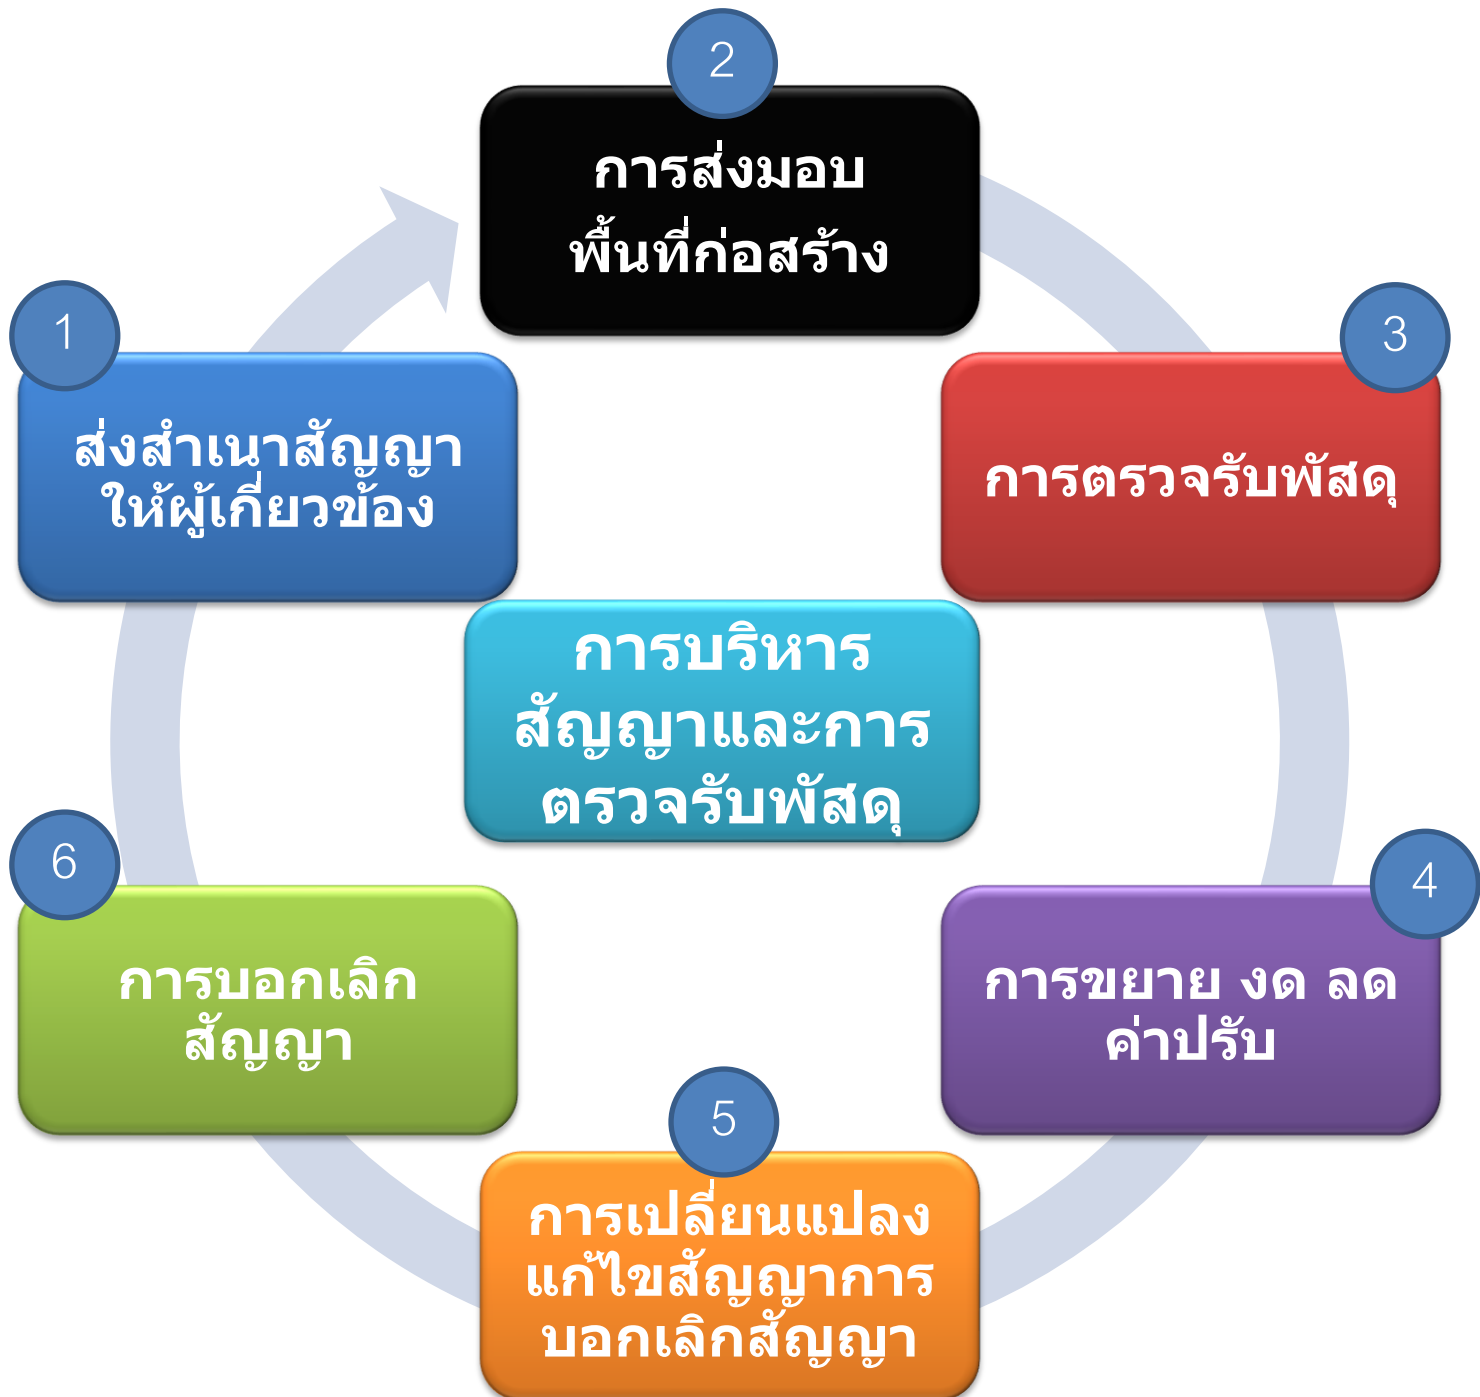 2
การส่งมอบ
พื้นที่ก่อสร้าง
1
ส่งสำเนาสัญญา
ให้ผู้เกี่ยวข้อง
3
การตรวจรับพัสดุ
การบริหาร
สัญญาและการ
ตรวจรับพัสดุ
6
การบอกเลิก
สัญญา
4
การขยาย งด ลด
ค่าปรับ
5
การเปลี่ยนแปลง
แก้ไขสัญญาการ
บอกเลิกสัญญา